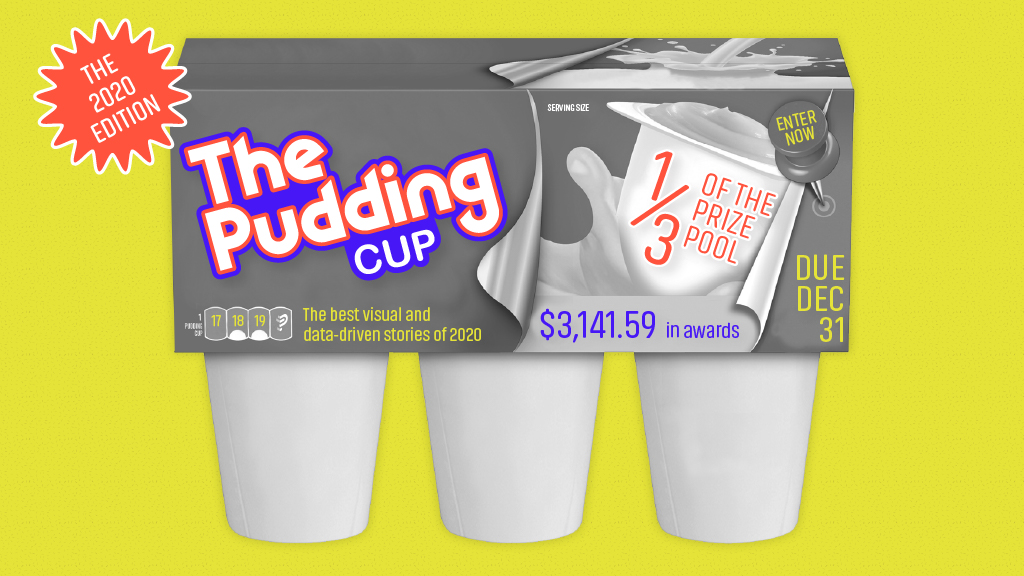 THE
2020
EDITION
The
Pudding
CUP
SERVING SIZE
1/3
OF THE
PRIZE
POOL
ENTER
NOW
DUE
DEC
31
1
PUDDING
CUP
17 18 19 ?
The best visual and
data-driven stories of 2020
$3,141.59 in awards